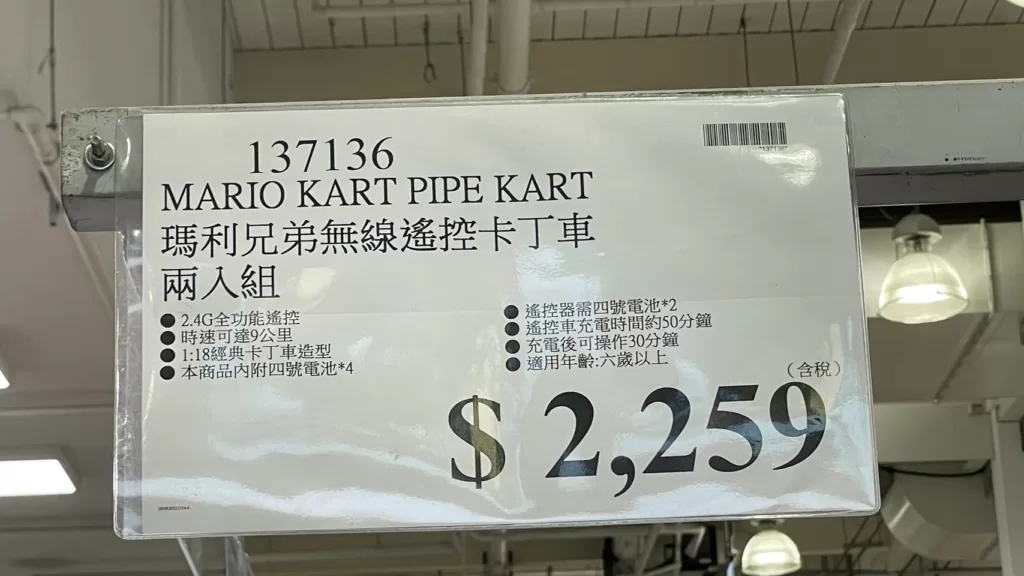 137136
MARIO KART PIPE KART
瑪利兄弟無線遙控卡丁車
兩入組
●2.4G全功能遙控
●時速可達9公里
●1:18經典卡丁車造型
●本商品內附四號電池*4
●遙控器需四號電池*2
●遙控車充電時間約50分鐘
●充電後可操作30分鐘
●適用年齡:六歲以上
（含稅）
$ 2,259